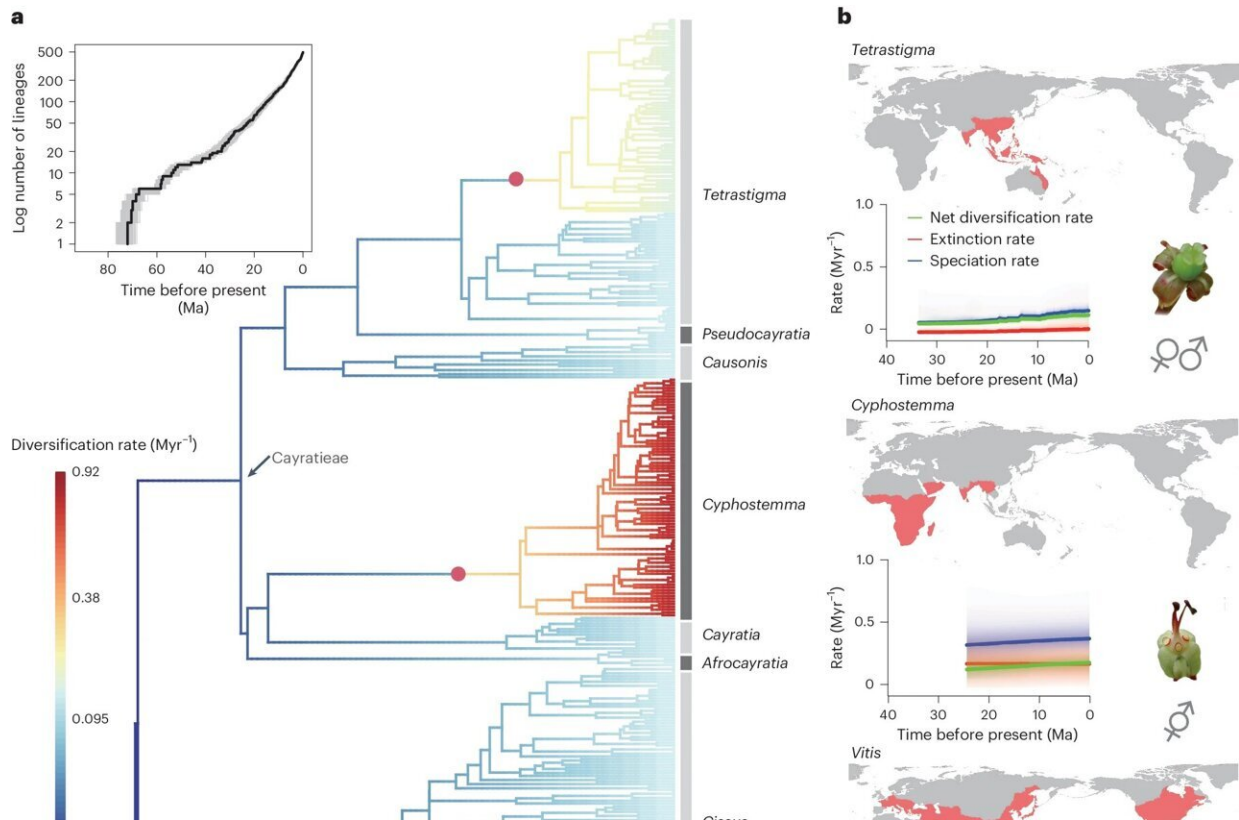 a
500
200
100
50
20
10
5
2
1
Log number of lineages
80 60 40 20 0
Time before present
(Ma)
Diversification rate (Myr⁻¹)
0.92
0.38
0.095
Cayratieae
Tetrastigma
Pseudocayratia
Causonis
Cyphostemma
Cayratia
Afrocayratia
b
Tetrastigma
1.0
0.5
0
Rate (Myr⁻¹)
Net diversification rate
Extinction rate
Speciation rate
40 30 20 10 0
Time before present (Ma)
♀♂
Cyphostemma
1.0
0.5
0
Rate (Myr⁻¹)
40 30 20 10 0
Time before present (Ma)
⚥
Vitis